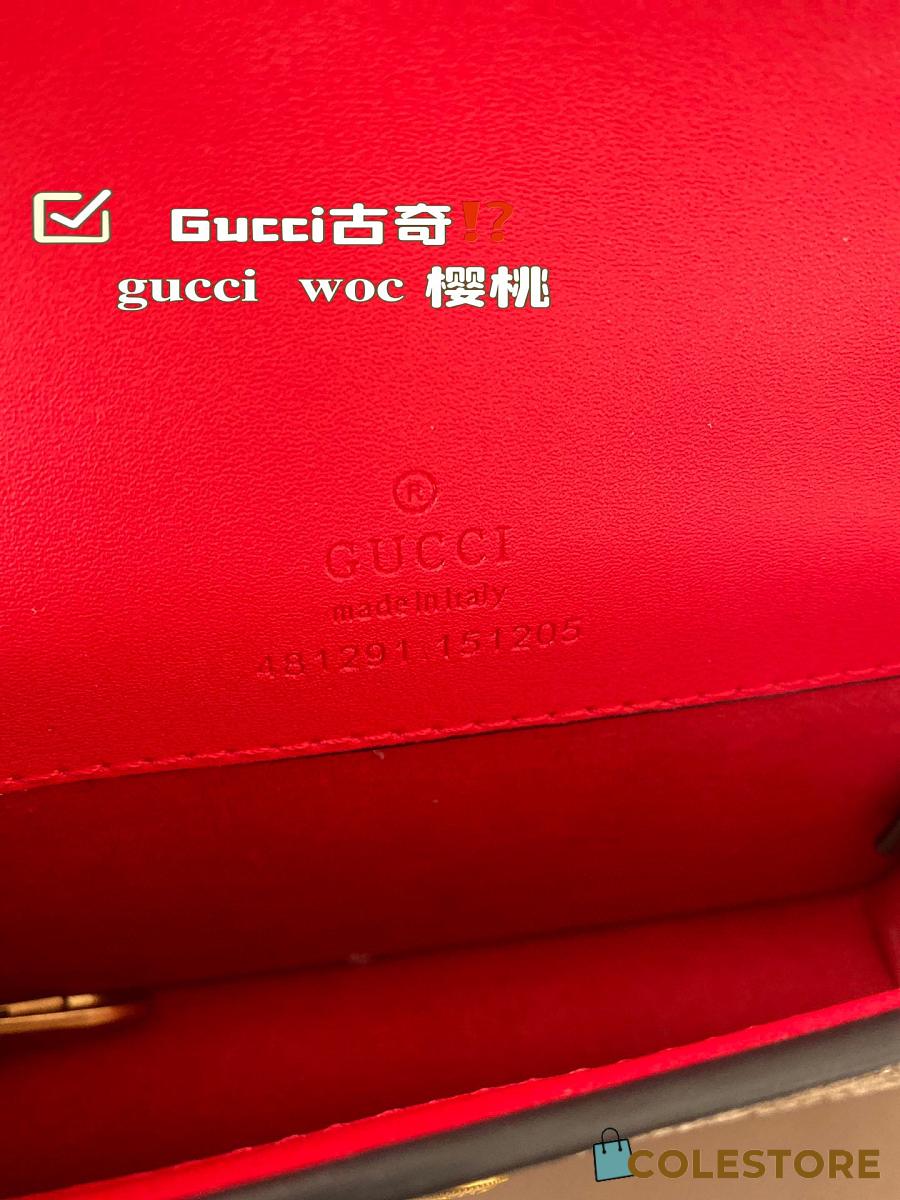 Gucci古奇⁉️
gucci woc 樱桃
®
GUCCI
made in Italy
481291.151205
COLESTORE